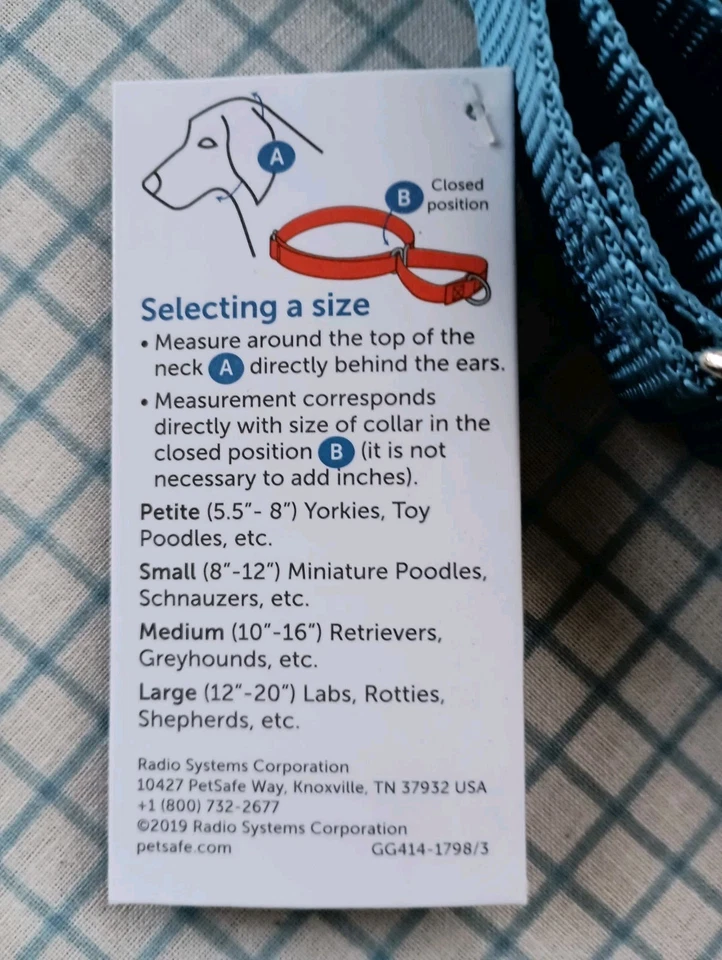 A
B
Closed
position
Selecting a size
• Measure around the top of the
neck A directly behind the ears.
• Measurement corresponds
directly with size of collar in the
closed position B (it is not
necessary to add inches).
Petite (5.5”- 8”) Yorkies, Toy
Poodles, etc.
Small (8”-12”) Miniature Poodles,
Schnauzers, etc.
Medium (10”-16”) Retrievers,
Greyhounds, etc.
Large (12”-20”) Labs, Rotties,
Shepherds, etc.
Radio Systems Corporation
10427 PetSafe Way, Knoxville, TN 37932 USA
+1 (800) 732-2677
©2019 Radio Systems Corporation
petsafe.com GG414-1798/3